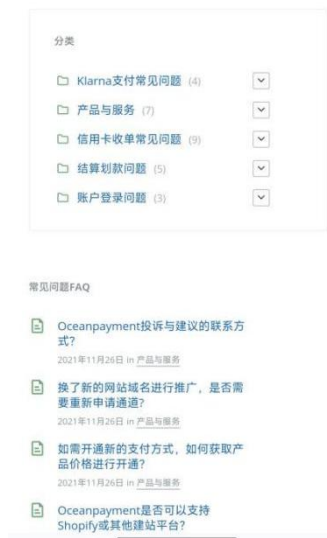 分类
Klarna支付常见问题 (4)
产品与服务 (7)
信用卡收单常见问题 (9)
结算划款问题 (5)
账户登录问题 (3)
常见问题FAQ
Oceanpayment投诉与建议的联系方
式?
2021年11月26日 in 产品与服务
换了新的网站域名进行推广，是否需
要重新申请通道?
2021年11月26日 in 产品与服务
如需开通新的支付方式，如何获取产
品价格进行开通?
2021年11月26日 in 产品与服务
Oceanpayment是否可以支持
Shopify或其他建站平台?